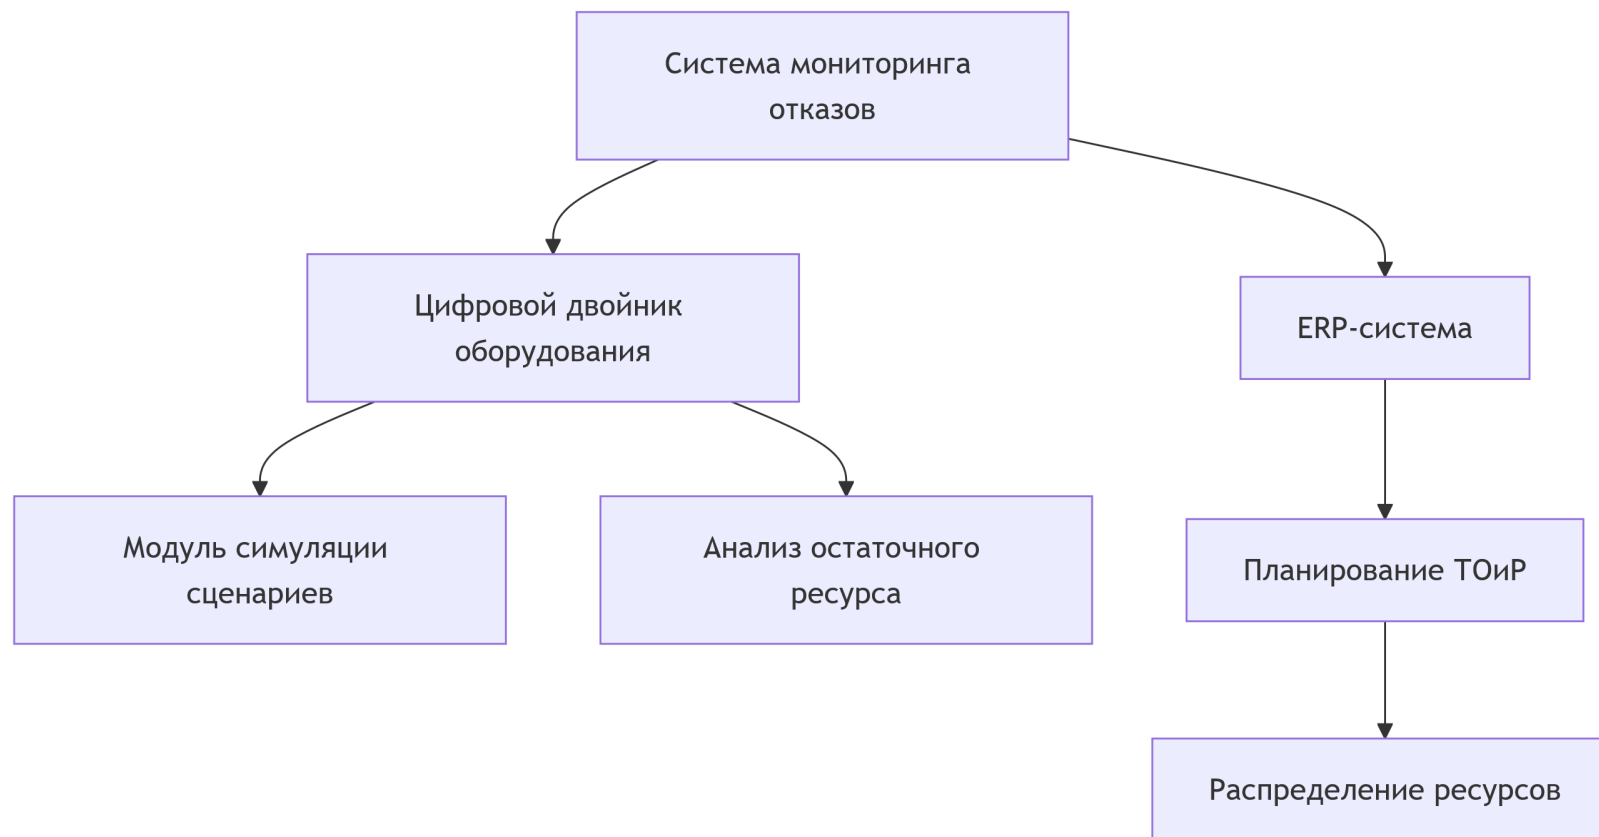 Система мониторинга
отказов
Цифровой двойник
оборудования
ERP-система
Модуль симуляции
сценариев
Анализ остаточного
ресурса
Планирование ТОиР
Распределение ресурсов